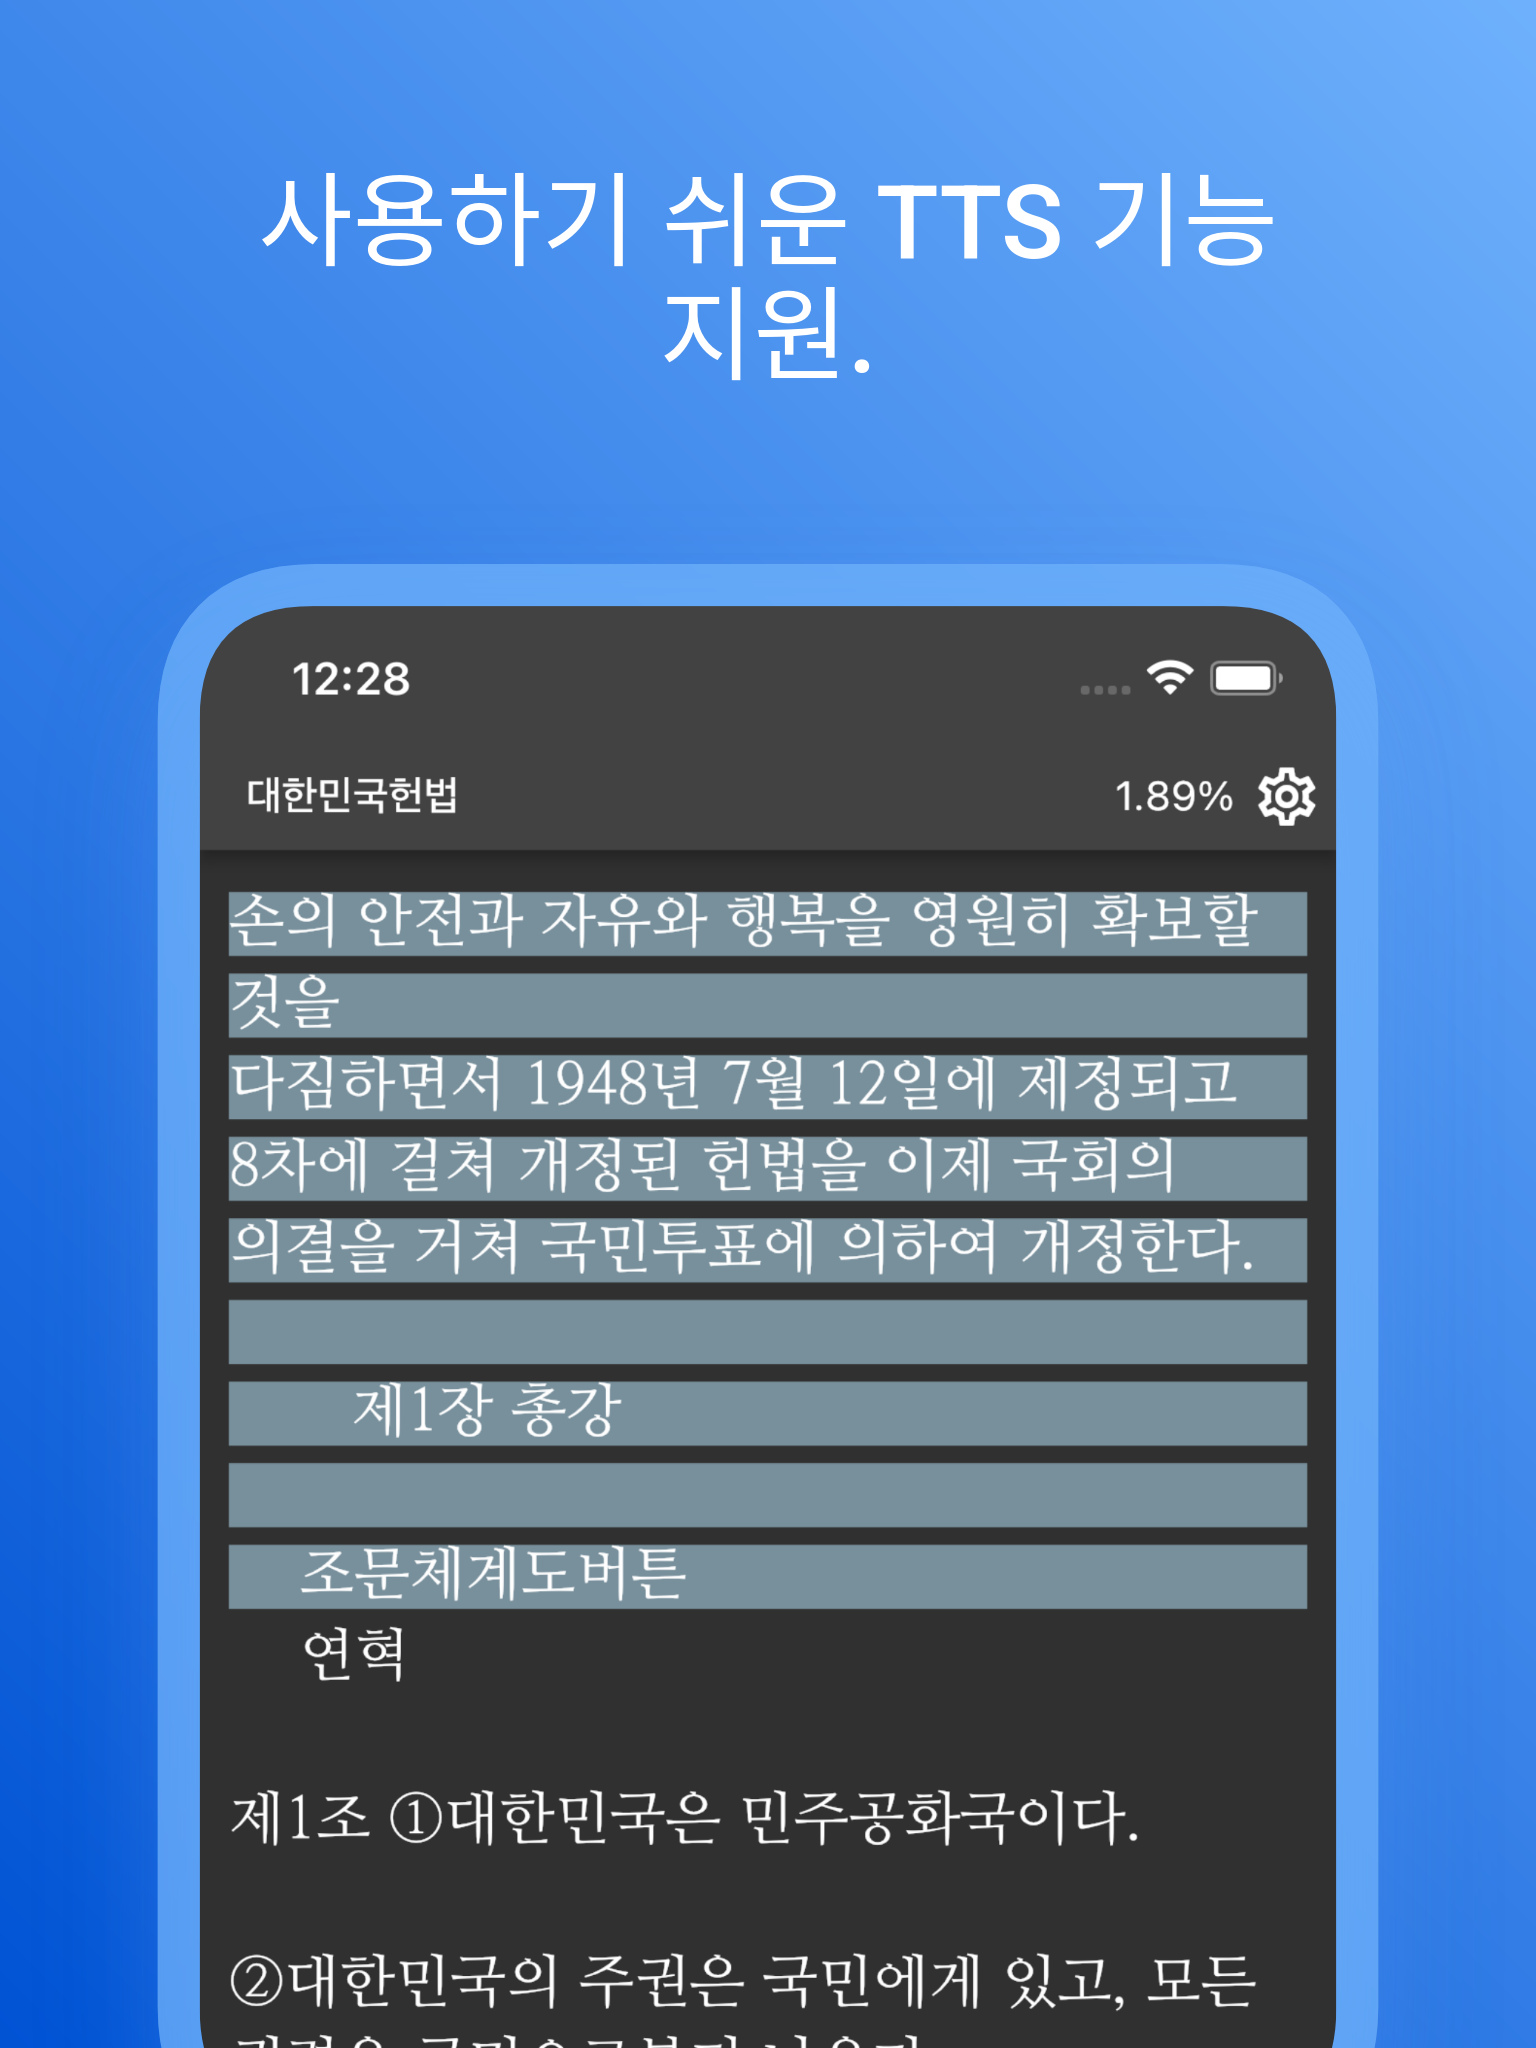 사용하기 쉬운 TTS 기능
지원.
12:28
대한민국헌법 1.89%
손의 안전과 자유와 행복을 영원히 확보할
것을
다짐하면서 1948년 7월 12일에 제정되고
8차에 걸쳐 개정된 헌법을 이제 국회의
의결을 거쳐 국민투표에 의하여 개정한다.
제1장 총강
조문체계도버튼
연혁
제1조 ①대한민국은 민주공화국이다.
②대한민국의 주권은 국민에게 있고, 모든